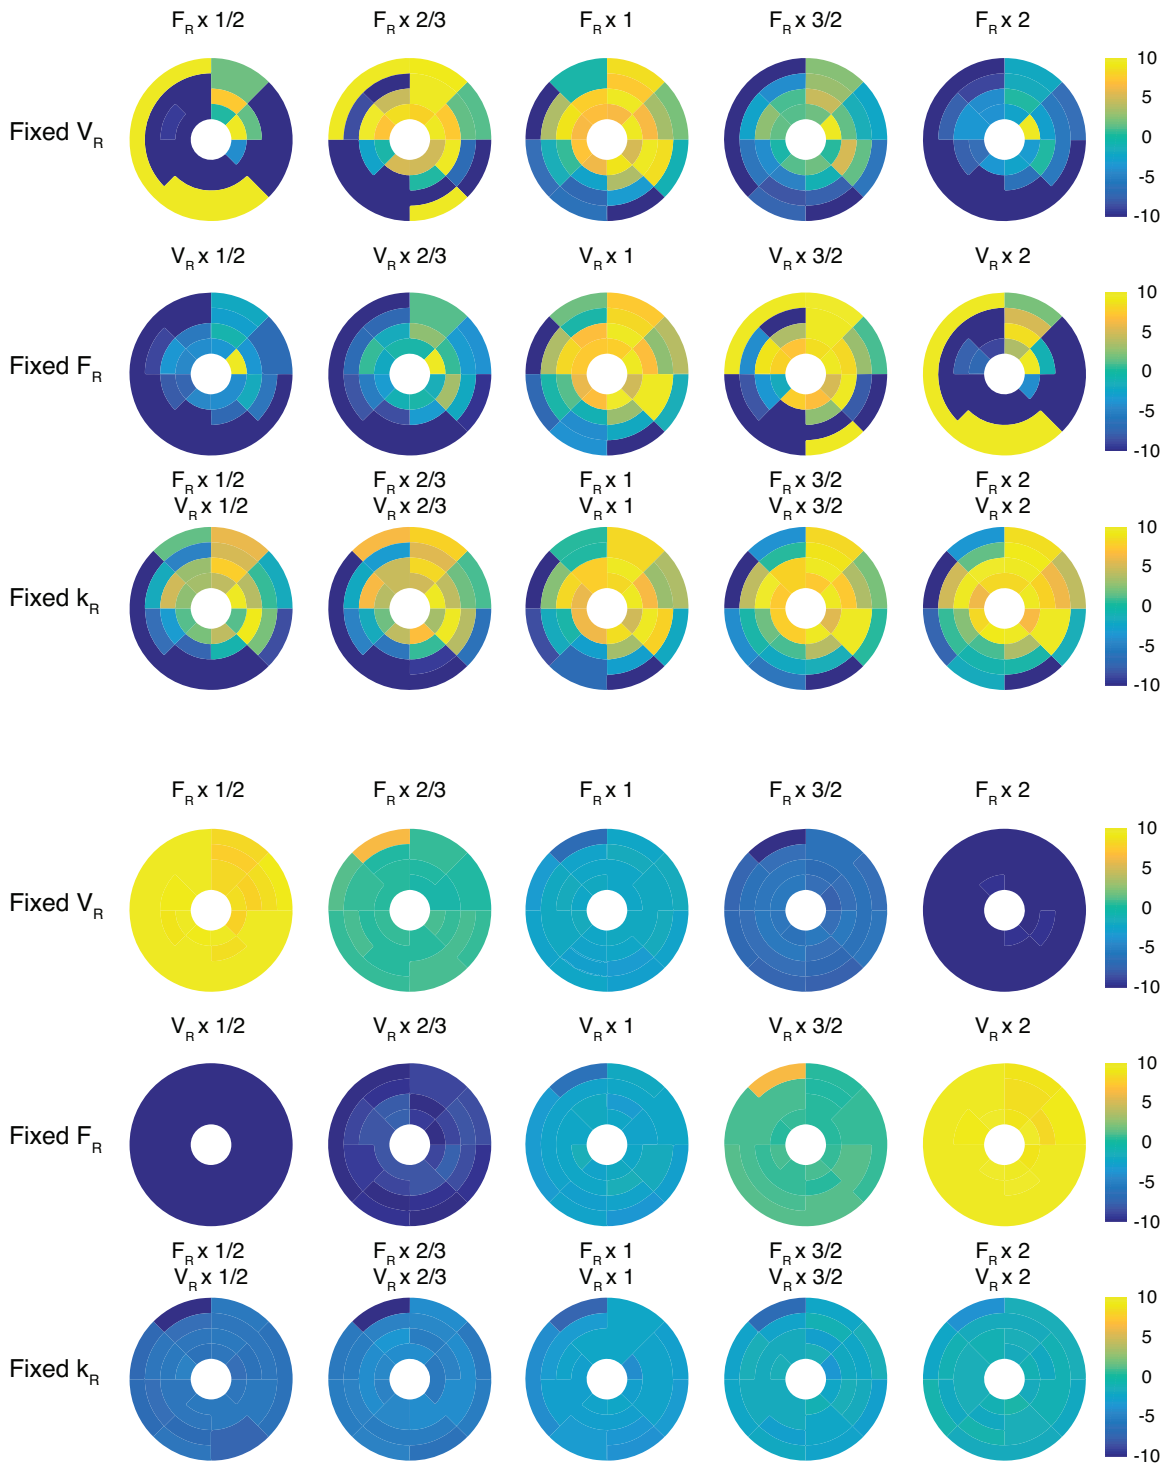 F_R x 1/2 F_R x 2/3 F_R x 1 F_R x 3/2 F_R x 2
Fixed V_R
10
5
0
-5
-10
V_R x 1/2 V_R x 2/3 V_R x 1 V_R x 3/2 V_R x 2
Fixed F_R
10
5
0
-5
-10
F_R x 1/2 F_R x 2/3 F_R x 1 F_R x 3/2 F_R x 2
V_R x 1/2 V_R x 2/3 V_R x 1 V_R x 3/2 V_R x 2
Fixed k_R
10
5
0
-5
-10
F_R x 1/2 F_R x 2/3 F_R x 1 F_R x 3/2 F_R x 2
Fixed V_R
10
5
0
-5
-10
V_R x 1/2 V_R x 2/3 V_R x 1 V_R x 3/2 V_R x 2
Fixed F_R
10
5
0
-5
-10
F_R x 1/2 F_R x 2/3 F_R x 1 F_R x 3/2 F_R x 2
V_R x 1/2 V_R x 2/3 V_R x 1 V_R x 3/2 V_R x 2
Fixed k_R
10
5
0
-5
-10